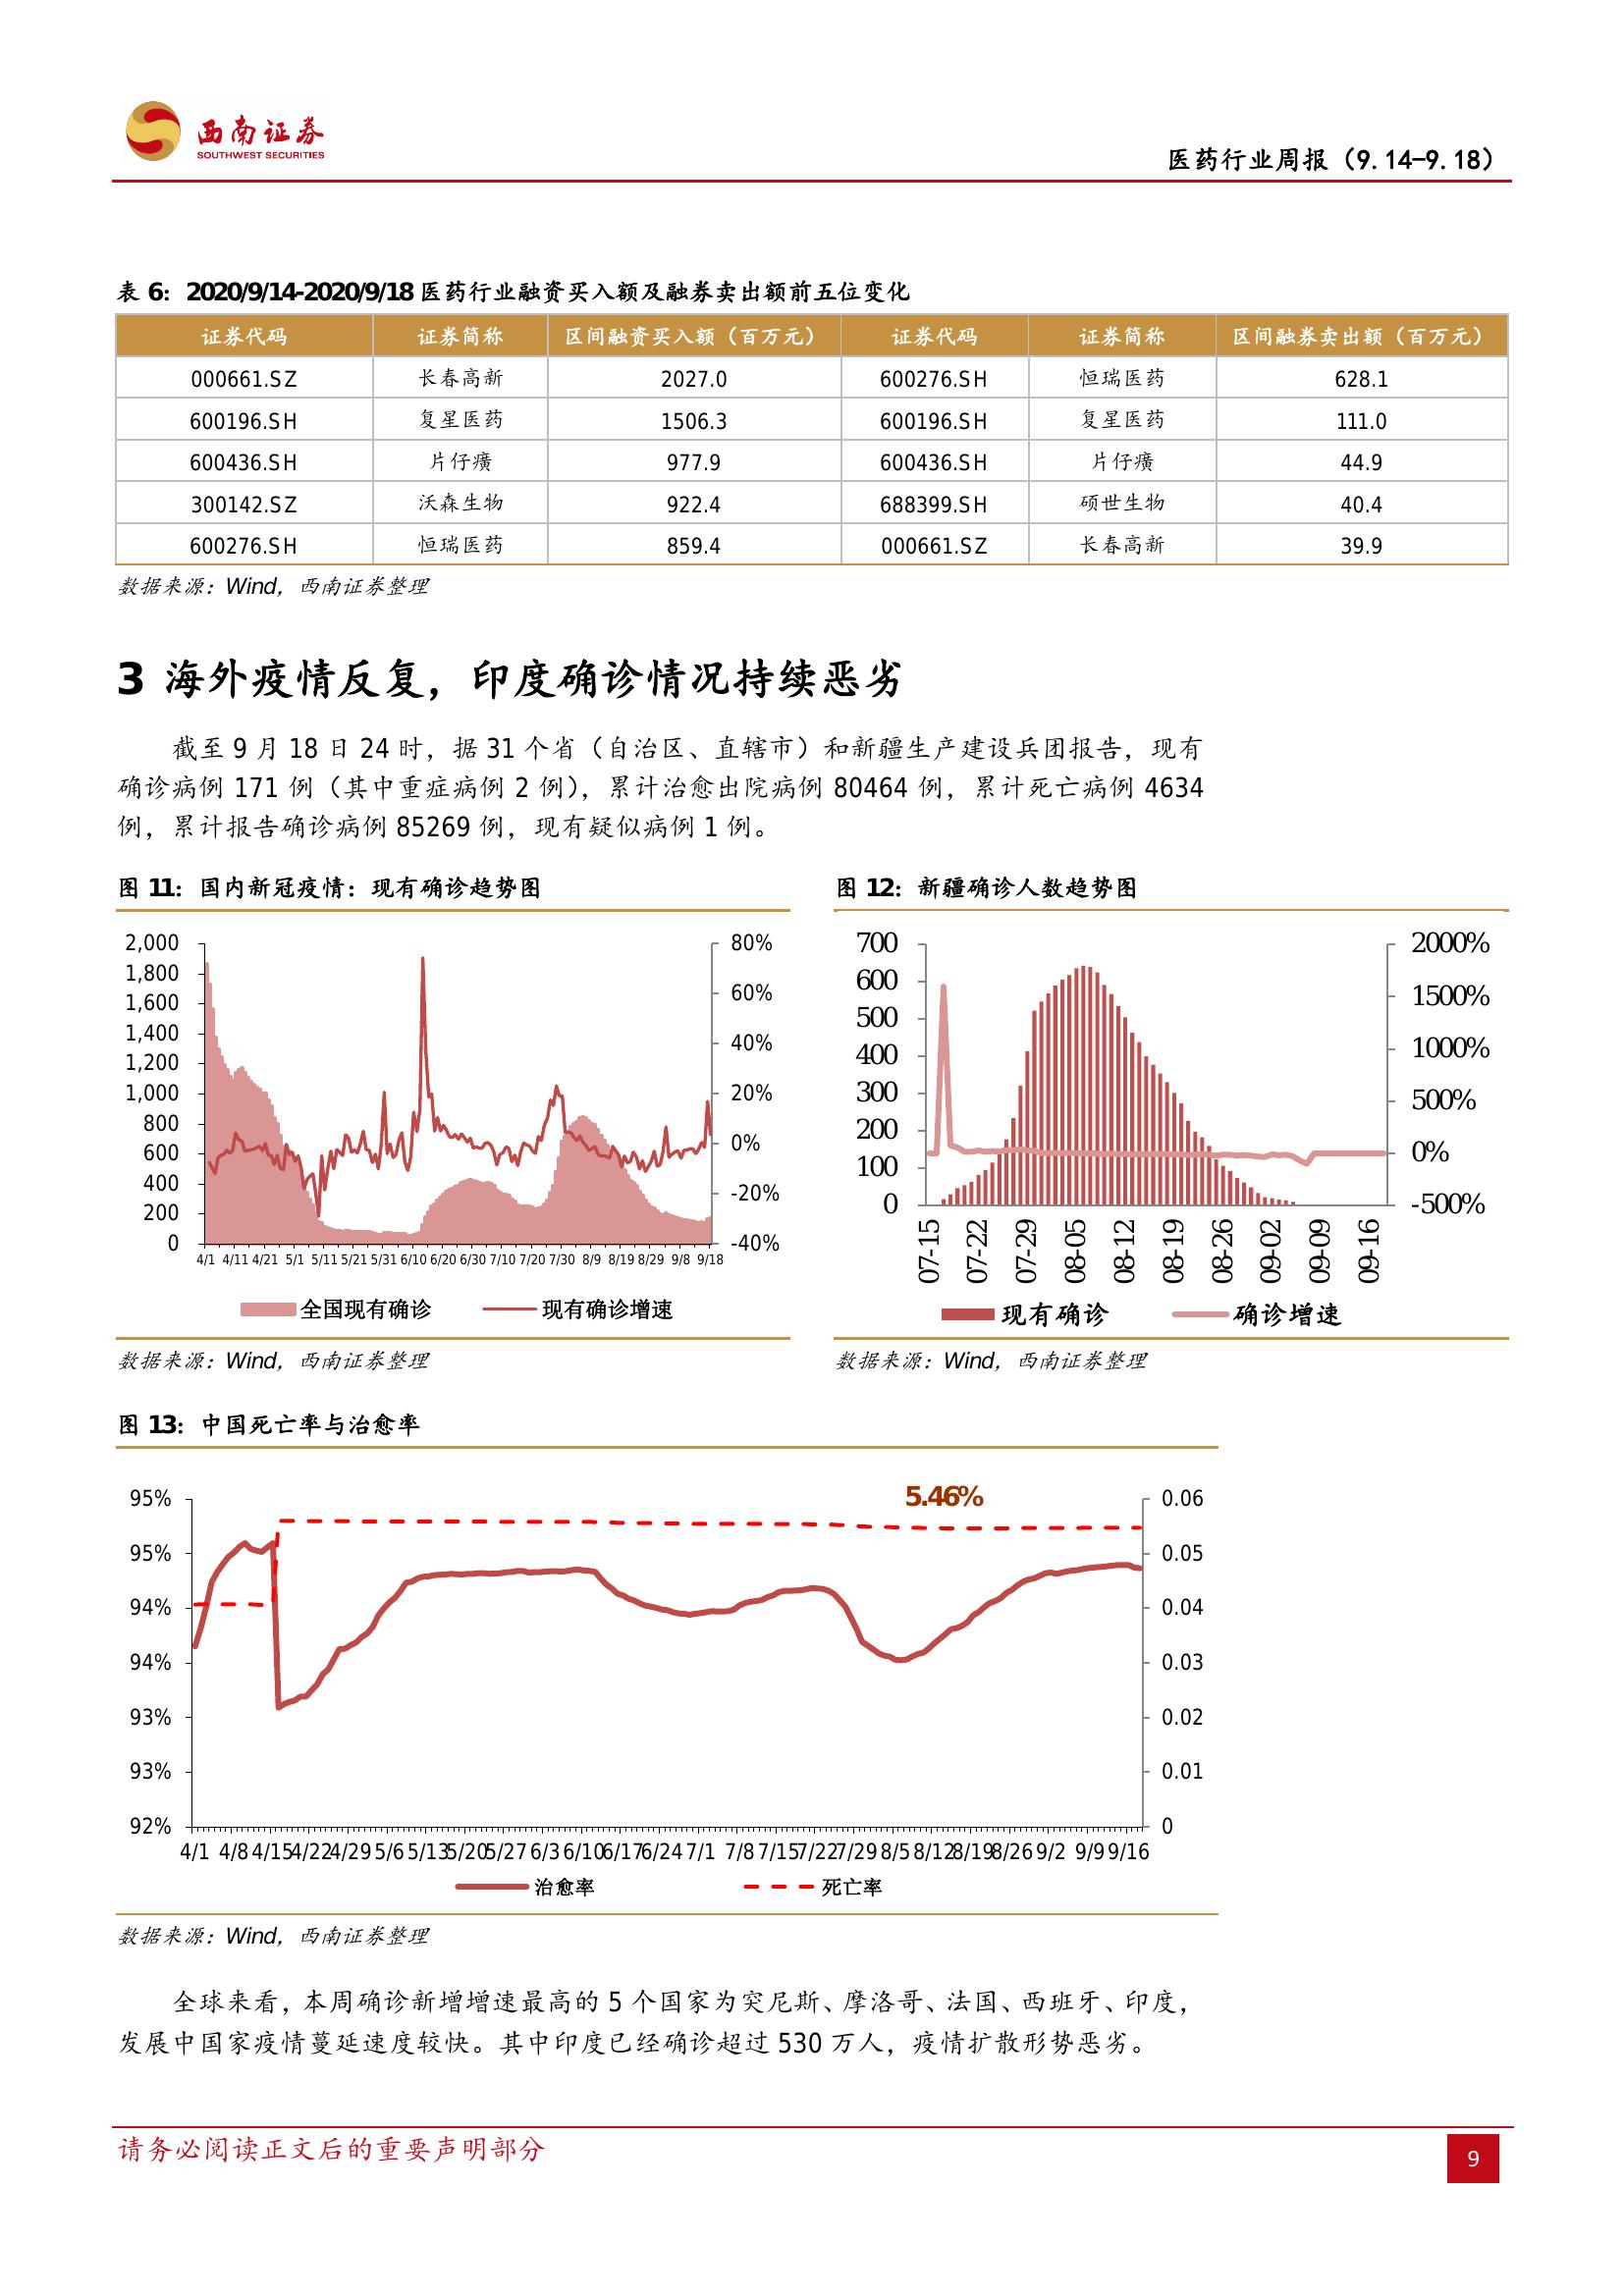 西南证券
SOUTHWEST SECURITIES
医药行业周报（9.14-9.18）
表 6：2020/9/14-2020/9/18 医药行业融资买入额及融券卖出额前五位变化
证券代码 证券简称 区间融资买入额（百万元） 证券代码 证券简称 区间融券卖出额（百万元）
000661.SZ 长春高新 2027.0 600276.SH 恒瑞医药 628.1
600196.SH 复星医药 1506.3 600196.SH 复星医药 111.0
600436.SH 片仔癀 977.9 600436.SH 片仔癀 44.9
300142.SZ 沃森生物 922.4 688399.SH 硕世生物 40.4
600276.SH 恒瑞医药 859.4 000661.SZ 长春高新 39.9
数据来源：Wind，西南证券整理
3 海外疫情反复，印度确诊情况持续恶劣
截至 9 月 18 日 24 时，据 31 个省（自治区、直辖市）和新疆生产建设兵团报告，现有
确诊病例 171 例（其中重症病例 2 例），累计治愈出院病例 80464 例，累计死亡病例 4634
例，累计报告确诊病例 85269 例，现有疑似病例 1 例。
图 11：国内新冠疫情：现有确诊趋势图
2,000 80%
1,800
1,600 60%
1,400 40%
1,200
1,000 20%
800
600 0%
400 -20%
200
0 -40%
4/1 4/11 4/21 5/1 5/11 5/21 5/31 6/10 6/20 6/30 7/10 7/20 7/30 8/9 8/19 8/29 9/8 9/18
全国现有确诊 现有确诊增速
数据来源：Wind，西南证券整理
图 12：新疆确诊人数趋势图
700 2000%
600 1500%
500
400 1000%
300 500%
200
100 0%
0 -500%
07-15 07-22 07-29 08-05 08-12 08-19 08-26 09-02 09-09 09-16
现有确诊 确诊增速
数据来源：Wind，西南证券整理
图 13：中国死亡率与治愈率
5.46%
95% 0.06
95% 0.05
94% 0.04
94% 0.03
93% 0.02
93% 0.01
92% 0
4/1 4/8 4/15 4/22 4/29 5/6 5/13 5/20 5/27 6/3 6/10 6/17 6/24 7/1 7/8 7/15 7/22 7/29 8/5 8/12 8/19 8/26 9/2 9/9 9/16
治愈率 死亡率
数据来源：Wind，西南证券整理
全球来看，本周确诊新增增速最高的 5 个国家为突尼斯、摩洛哥、法国、西班牙、印度，
发展中国家疫情蔓延速度较快。其中印度已经确诊超过 530 万人，疫情扩散形势恶劣。
请务必阅读正文后的重要声明部分
9